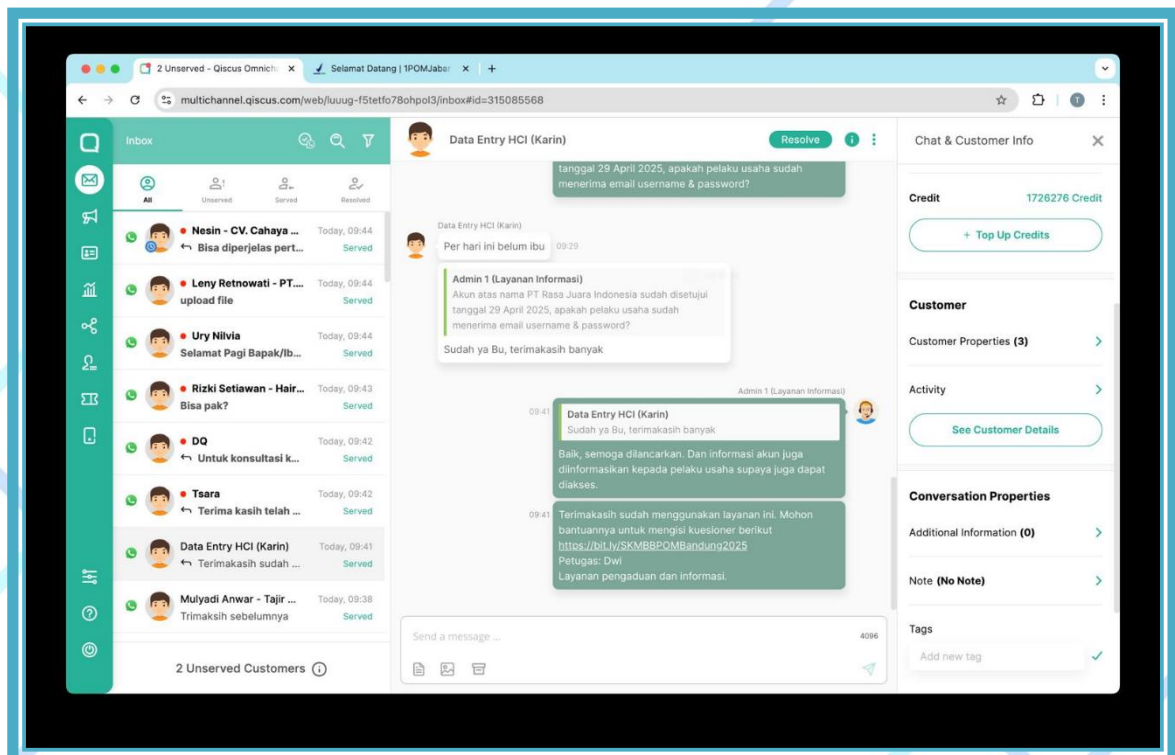 2 Unserved - Qiscus Omnich
Selamat Datang | 1POMJabar
multichannel.qiscus.com/web/luuug-f5tetfo78ohpol3/inbox#id=315085568
T
Inbox
All
Unserved
Served
Resolved
Nesin - CV. Cahaya ...
Today, 09:44
Bisa diperjelas pert...
Served
Leny Retnowati - PT....
Today, 09:44
upload file
Served
Ury Nilvia
Today, 09:44
Selamat Pagi Bapak/Ib...
Served
Rizki Setiawan - Hair...
Today, 09:43
Bisa pak?
Served
DQ
Today, 09:42
Untuk konsultasi k...
Served
Tsara
Today, 09:42
Terima kasih telah ...
Served
Data Entry HCI (Karin)
Today, 09:41
Terimakasih sudah ...
Served
Mulyadi Anwar - Tajir ...
Today, 09:38
Trimaksih sebelumnya
Served
2 Unserved Customers
Data Entry HCI (Karin)
Resolve
tanggal 29 April 2025, apakah pelaku usaha sudah
menerima email username & password?
Data Entry HCI (Karin)
Per hari ini belum ibu
09:29
Admin 1 (Layanan Informasi)
Akun atas nama PT Rasa Juara Indonesia sudah disetujui
tanggal 29 April 2025, apakah pelaku usaha sudah
menerima email username & password?
Sudah ya Bu, terimakasih banyak
Admin 1 (Layanan Informasi)
09:41
Data Entry HCI (Karin)
Sudah ya Bu, terimakasih banyak
Baik, semoga dilancarkan. Dan informasi akun juga
diinformasikan kepada pelaku usaha supaya juga dapat
diakses.
09:41
Terimakasih sudah menggunakan layanan ini. Mohon
bantuannya untuk mengisi kuesioner berikut
https://bit.ly/SKMBBPOMBandung2025
Petugas: Dwi
Layanan pengaduan dan informasi.
Send a message ...
4096
Chat & Customer Info
Credit
1726276 Credit
+ Top Up Credits
Customer
Customer Properties (3)
Activity
See Customer Details
Conversation Properties
Additional Information (0)
Note (No Note)
Tags
Add new tag